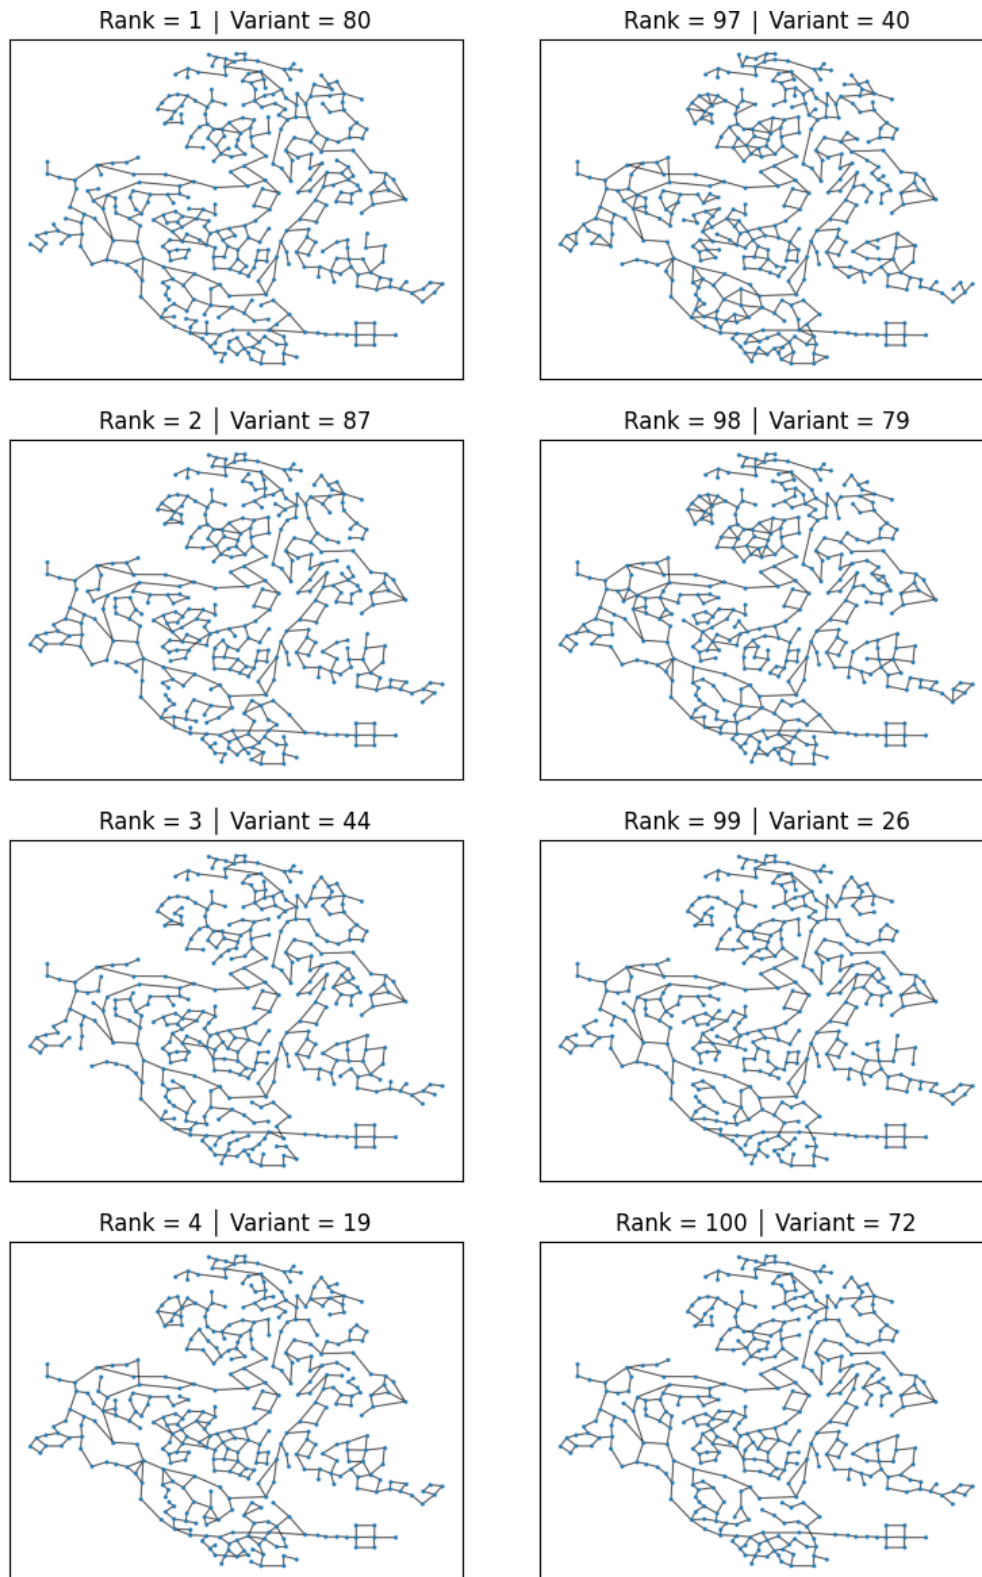 Rank = 1 | Variant = 80
Rank = 97 | Variant = 40
Rank = 2 | Variant = 87
Rank = 98 | Variant = 79
Rank = 3 | Variant = 44
Rank = 99 | Variant = 26
Rank = 4 | Variant = 19
Rank = 100 | Variant = 72